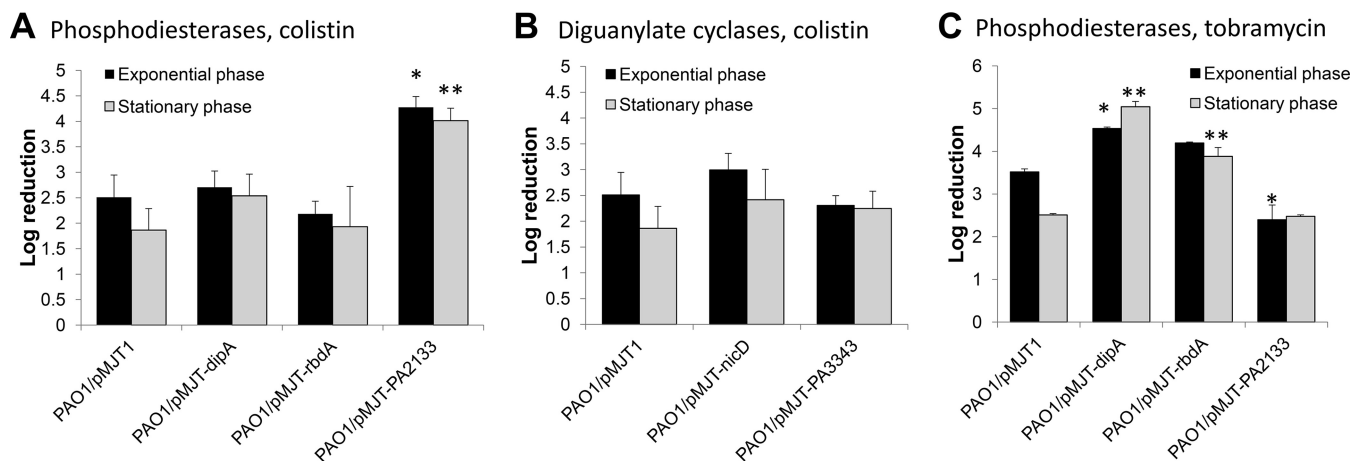 A Phosphodiesterases, colistin
Log reduction
5
4.5
4
3.5
3
2.5
2
1.5
1
0.5
0
Exponential phase
Stationary phase
*
**
PAO1/pMJT1
PAO1/pMJT-dipA
PAO1/pMJT-rbdA
PAO1/pMJT-PA2133
B Diguanylate cyclases, colistin
Log reduction
5
4.5
4
3.5
3
2.5
2
1.5
1
0.5
0
Exponential phase
Stationary phase
PAO1/pMJT1
PAO1/pMJT-nicD
PAO1/pMJT-PA3343
C Phosphodiesterases, tobramycin
Log reduction
6
5
4
3
2
1
0
Exponential phase
Stationary phase
*
**
**
*
PAO1/pMJT1
PAO1/pMJT-dipA
PAO1/pMJT-rbdA
PAO1/pMJT-PA2133